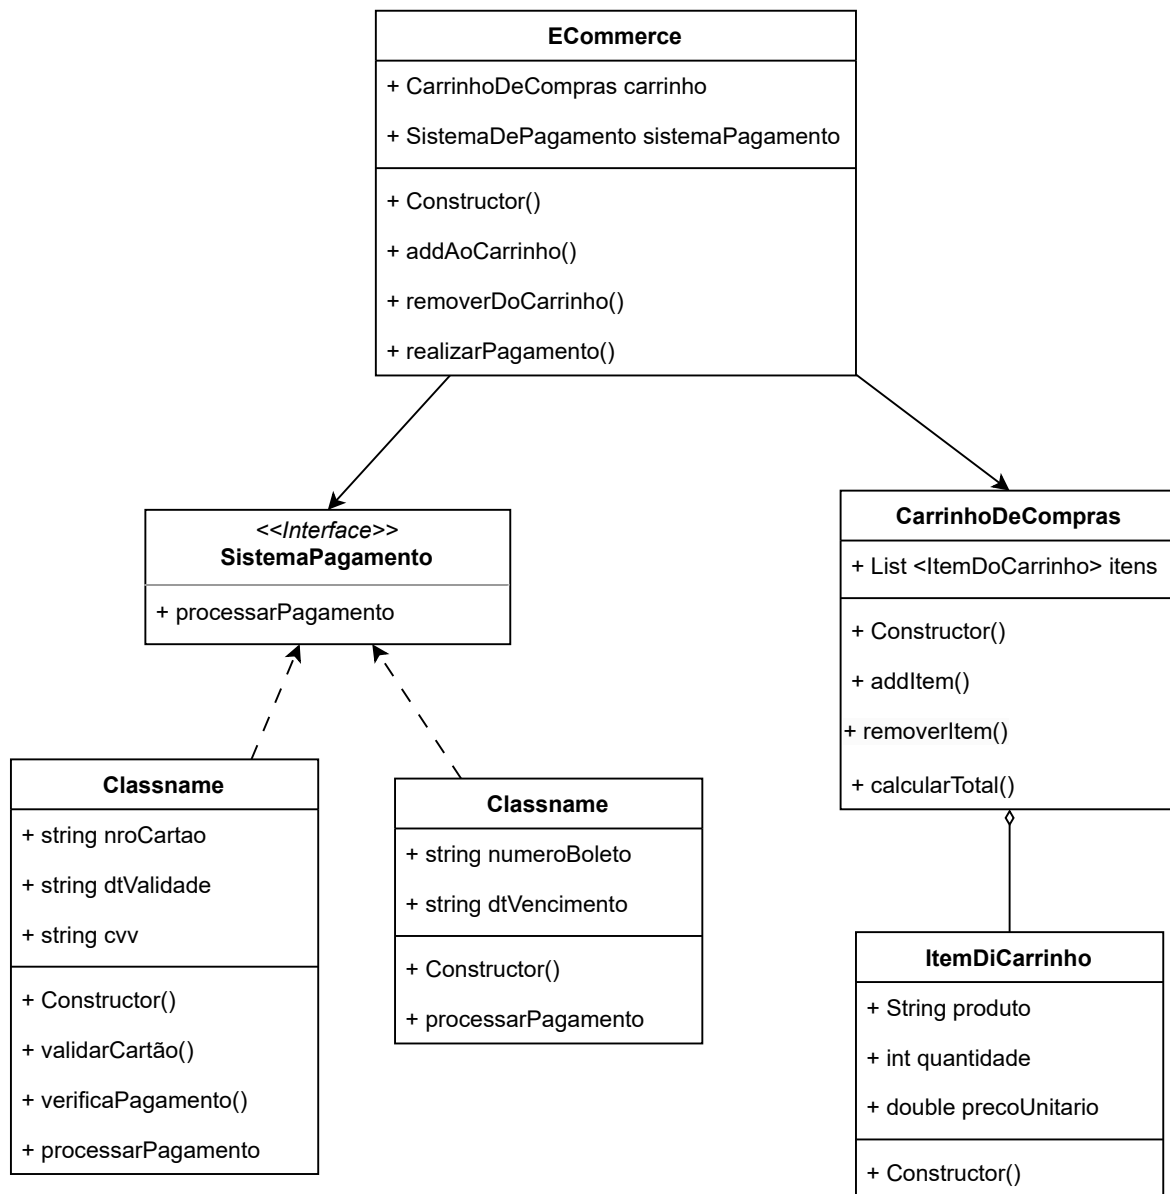 ECommerce
+ CarrinhoDeCompras carrinho
+ SistemaDePagamento sistemaPagamento
+ Constructor()
+ addAoCarrinho()
+ removerDoCarrinho()
+ realizarPagamento()
<<Interface>>
SistemaPagamento
+ processarPagamento
CarrinhoDeCompras
+ List <ItemDoCarrinho> itens
+ Constructor()
+ addItem()
+ removerItem()
+ calcularTotal()
Classname
+ string nroCartao
+ string dtValidade
+ string cvv
+ Constructor()
+ validarCartão()
+ verificaPagamento()
+ processarPagamento
Classname
+ string numeroBoleto
+ string dtVencimento
+ Constructor()
+ processarPagamento
ItemDiCarrinho
+ String produto
+ int quantidade
+ double precoUnitario
+ Constructor()